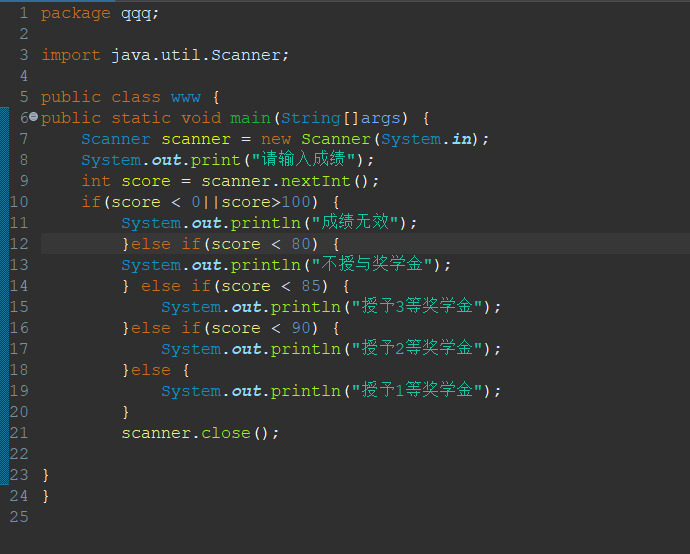 1 package qqq;
2
3 import java.util.Scanner;
4
5 public class www {
6 public static void main(String[]args) {
7     Scanner scanner = new Scanner(System.in);
8     System.out.print("请输入成绩");
9     int score = scanner.nextInt();
10     if(score < 0||score>100) {
11         System.out.println("成绩无效");
12         }else if(score < 80) {
13         System.out.println("不授与奖学金");
14         } else if(score < 85) {
15             System.out.println("授予3等奖学金");
16         }else if(score < 90) {
17             System.out.println("授予2等奖学金");
18         }else {
19             System.out.println("授予1等奖学金");
20         }
21         scanner.close();
22
23 }
24 }
25